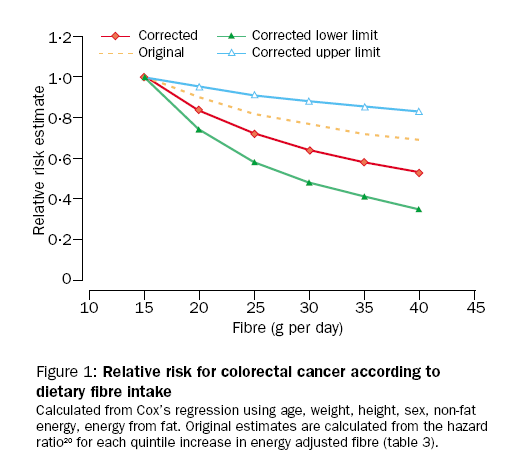 1·2
Corrected
Corrected lower limit
Original
Corrected upper limit
1·0
0·8
0·6
0·4
0·2
0
Relative risk estimate
10 15 20 25 30 35 40 45
Fibre (g per day)
Figure 1: Relative risk for colorectal cancer according to
dietary fibre intake
Calculated from Cox's regression using age, weight, height, sex, non-fat
energy, energy from fat. Original estimates are calculated from the hazard
ratio²⁰ for each quintile increase in energy adjusted fibre (table 3).